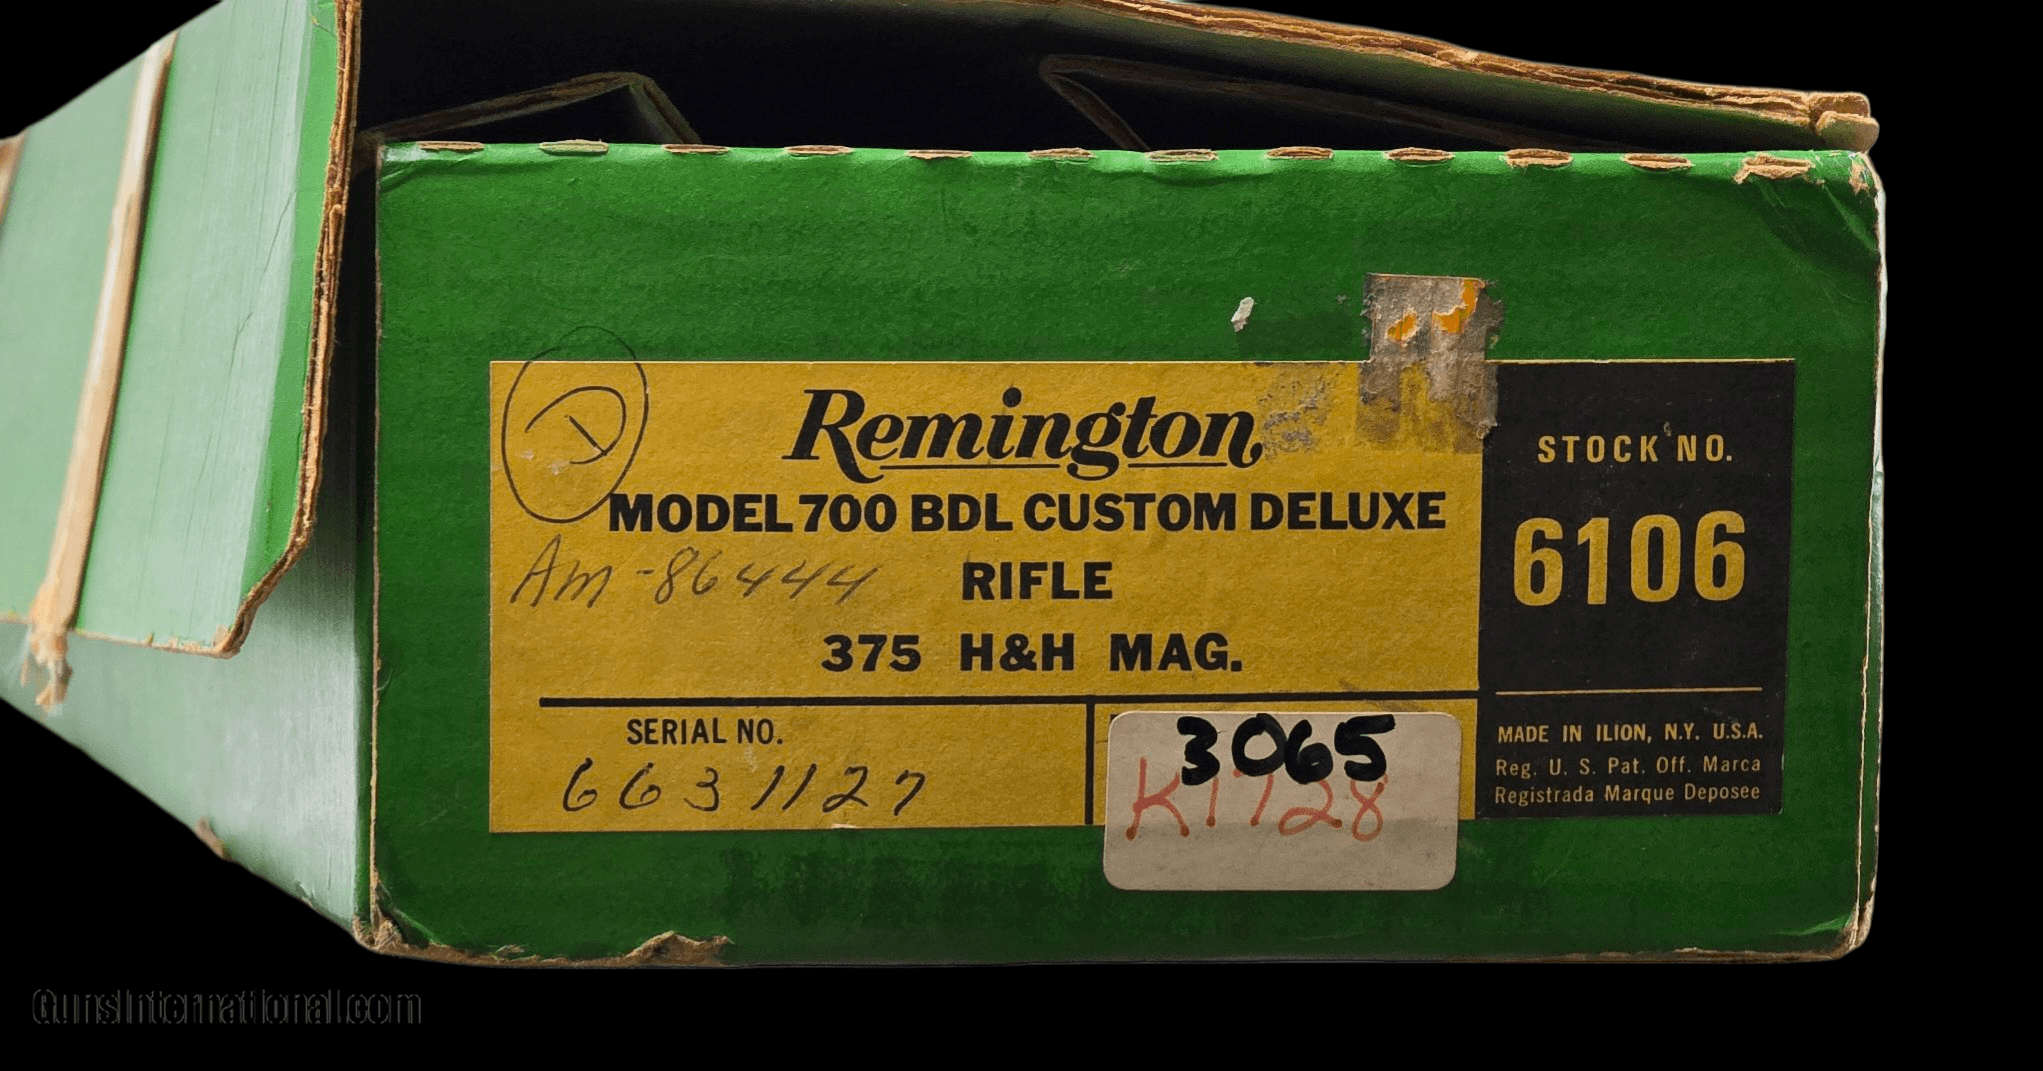 Remington
MODEL 700 BDL CUSTOM DELUXE
Am-86444 RIFLE
375 H&H MAG.
SERIAL NO.
6631127
3065
K1728
STOCK NO.
6106
MADE IN ILION, N.Y. U.S.A.
Reg. U. S. Pat. Off. Marca
Registrada Marque Deposee
GunsInternational.com